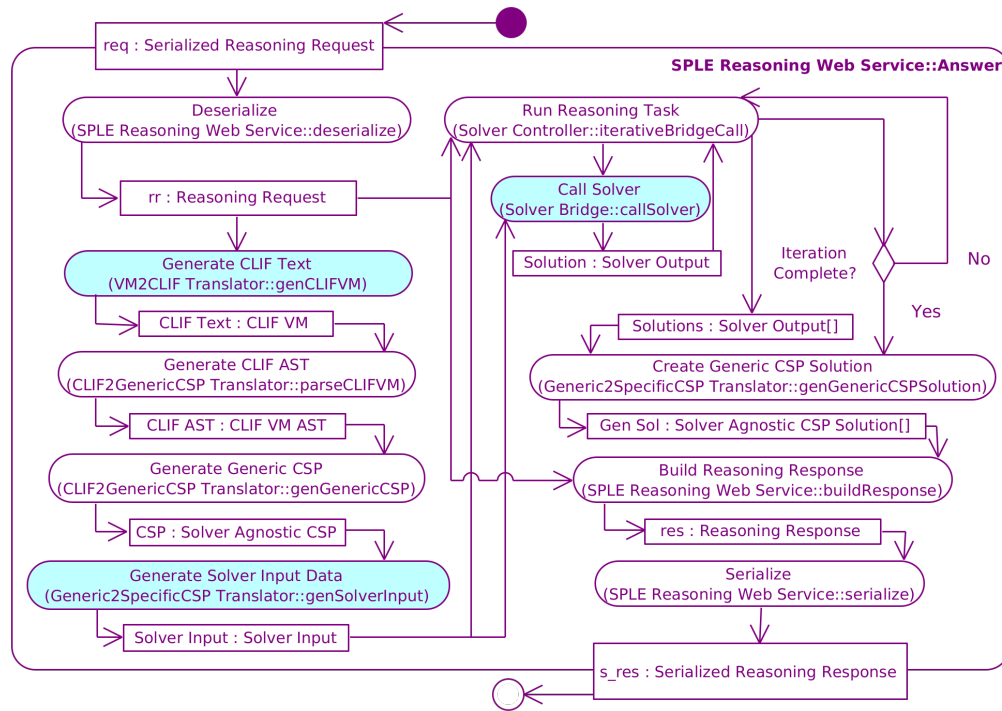 req : Serialized Reasoning Request
SPLE Reasoning Web Service::Answer
Deserialize
(SPLE Reasoning Web Service::deserialize)
rr : Reasoning Request
Generate CLIF Text
(VM2CLIF Translator::genCLIFVM)
CLIF Text : CLIF VM
Generate CLIF AST
(CLIF2GenericCSP Translator::parseCLIFVM)
CLIF AST : CLIF VM AST
Generate Generic CSP
(CLIF2GenericCSP Translator::genGenericCSP)
CSP : Solver Agnostic CSP
Generate Solver Input Data
(Generic2SpecificCSP Translator::genSolverInput)
Solver Input : Solver Input
Run Reasoning Task
(Solver Controller::iterativeBridgeCall)
Call Solver
(Solver Bridge::callSolver)
Solution : Solver Output
Iteration
Complete?
No
Yes
Solutions : Solver Output[]
Create Generic CSP Solution
(Generic2SpecificCSP Translator::genGenericCSPSolution)
Gen Sol : Solver Agnostic CSP Solution[]
Build Reasoning Response
(SPLE Reasoning Web Service::buildResponse)
res : Reasoning Response
Serialize
(SPLE Reasoning Web Service::serialize)
s_res : Serialized Reasoning Response